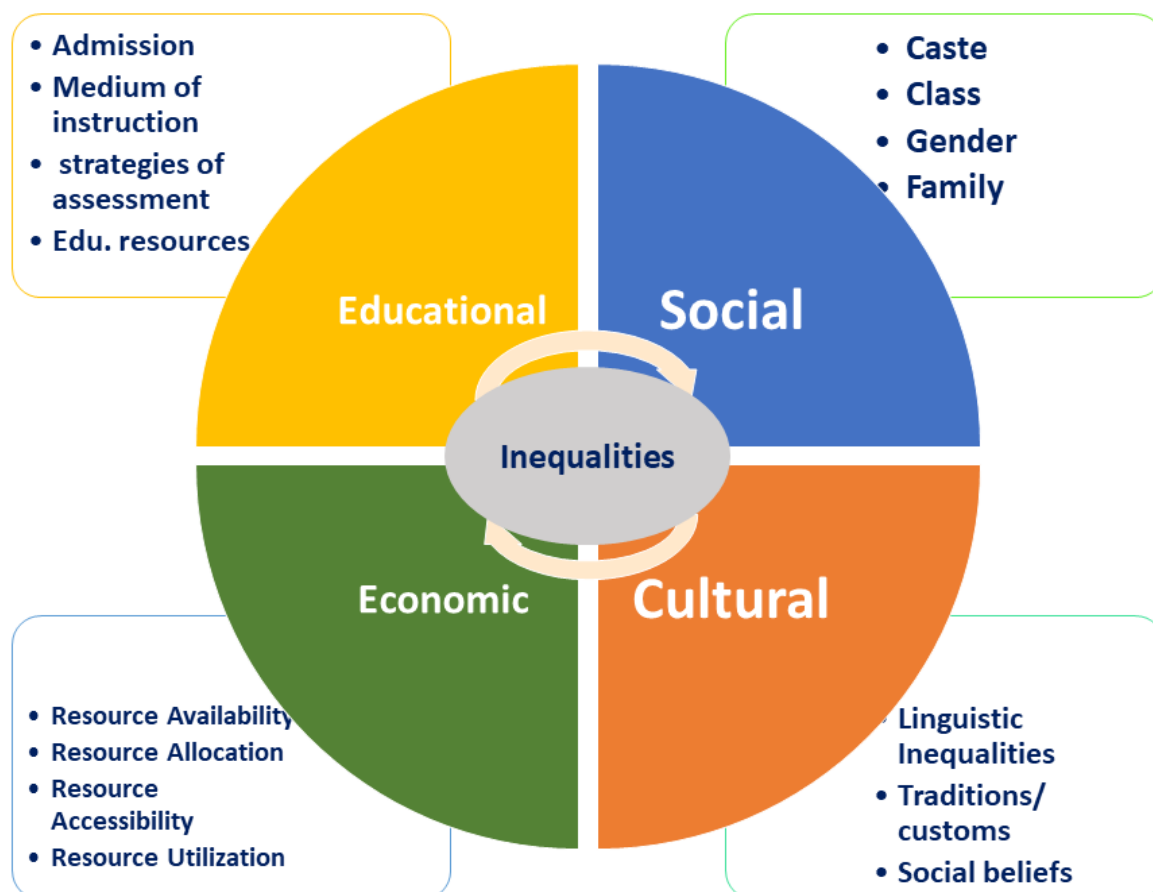 • Admission
• Medium of
instruction
• strategies of
assessment
• Edu. resources
• Caste
• Class
• Gender
• Family
Educational
Social
Inequalities
Economic
Cultural
• Resource Availability
• Resource Allocation
• Resource
Accessibility
• Resource Utilization
• Linguistic
Inequalities
• Traditions/
customs
• Social beliefs